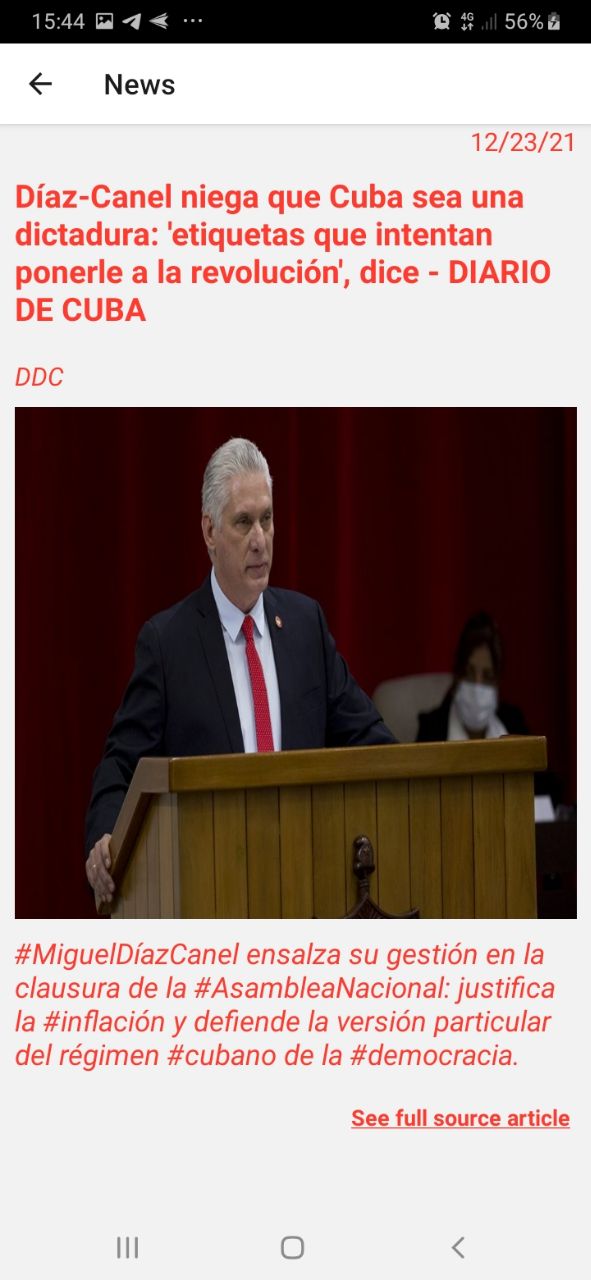 15:44 ··· 4G 56%
News
12/23/21
Díaz-Canel niega que Cuba sea una
dictadura: 'etiquetas que intentan
ponerle a la revolución', dice - DIARIO
DE CUBA
DDC
#MiguelDíazCanel ensalza su gestión en la
clausura de la #AsambleaNacional: justifica
la #inflación y defiende la versión particular
del régimen #cubano de la #democracia.
See full source article